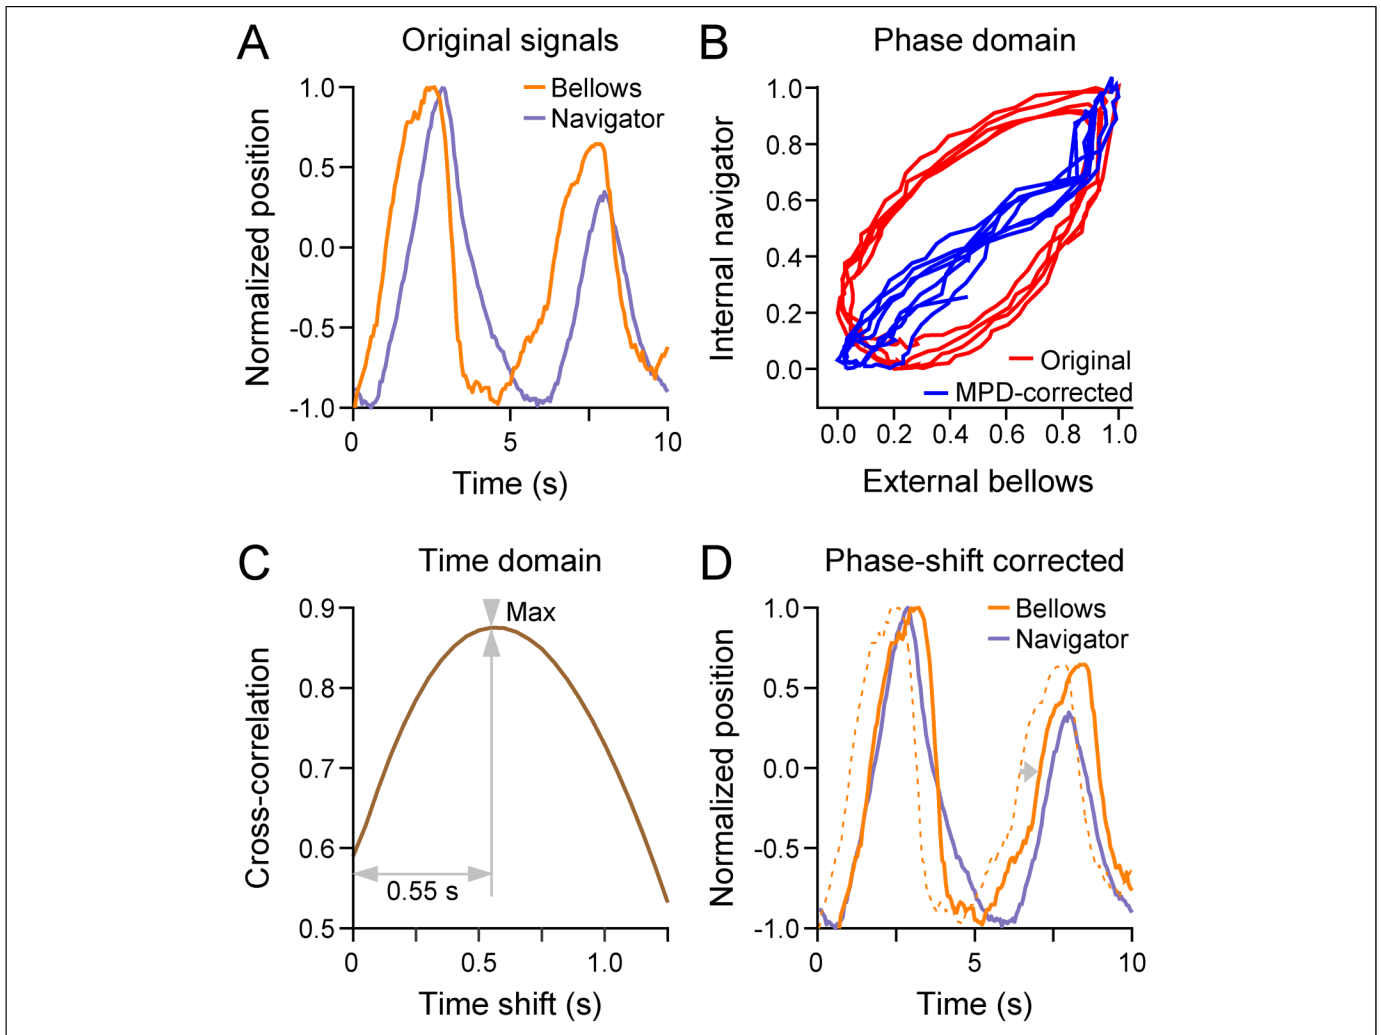 A
Original signals
Bellows
Navigator
Normalized position
1.0
0.5
0.0
-0.5
-1.0
0
5
10
Time (s)
B
Phase domain
Internal navigator
1.0
0.8
0.6
0.4
0.2
0.0
Original
MPD-corrected
0.0
0.2
0.4
0.6
0.8
1.0
External bellows
C
Time domain
Max
Cross-correlation
0.9
0.8
0.7
0.6
0.5
0.55 s
0
0.5
1.0
Time shift (s)
D
Phase-shift corrected
Bellows
Navigator
Normalized position
1.0
0.5
0.0
-0.5
-1.0
0
5
10
Time (s)